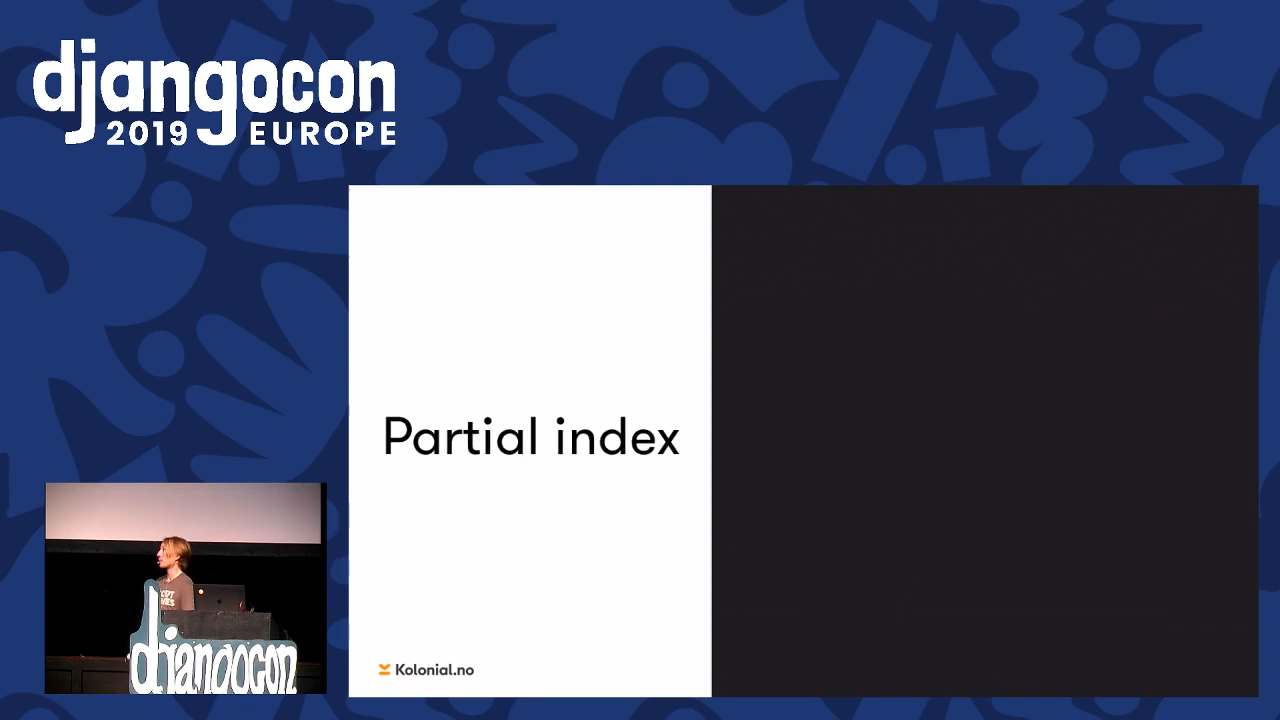 djangocon
2019 EUROPE
Partial index
Kolonial.no
djangocon